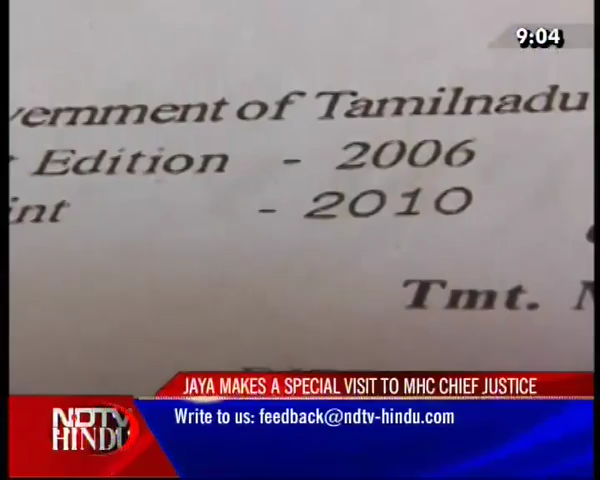 9:04
vernment of Tamilnadu
Edition - 2006
int - 2010
Tmt.
JAYA MAKES A SPECIAL VISIT TO MHC CHIEF JUSTICE
NDTV
HINDU
Write to us: feedback@ndtv-hindu.com